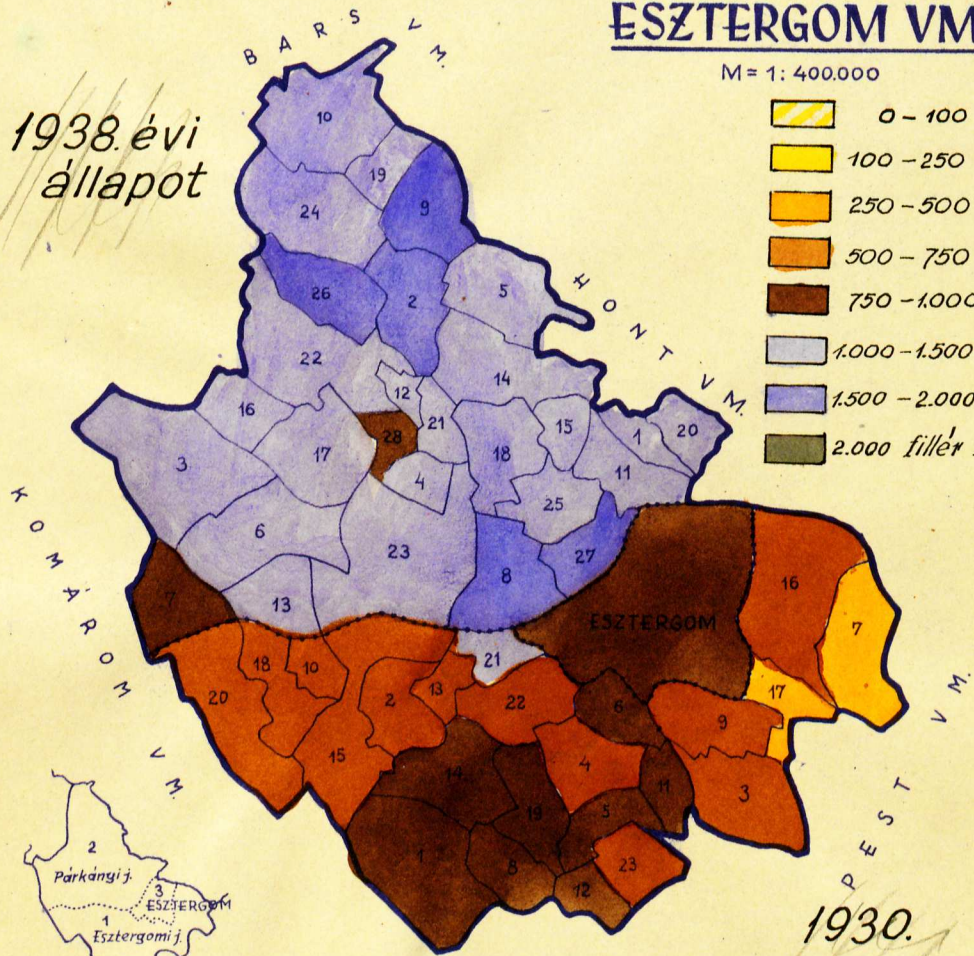 ESZTERGOM VM
M = 1: 400.000
0 – 100
100 – 250
250 – 500
500 – 750
750 – 1.000
1.000 – 1.500
1.500 – 2.000
2.000 fillér
1938. évi
állapot
BARS VM.
HONT VM.
KOMÁROM VM.
PEST VM.
10
19
24
9
26
2
5
22
12
14
16
21
15
1
20
3
17
28
18
11
4
25
6
23
8
27
13
7
ESZTERGOM
16
7
21
18
10
20
2
13
22
6
17
9
15
4
14
11
3
19
5
1
8
23
12
2
Párkányi j.
3
ESZTERGOM
1
Esztergomi j.
1930.